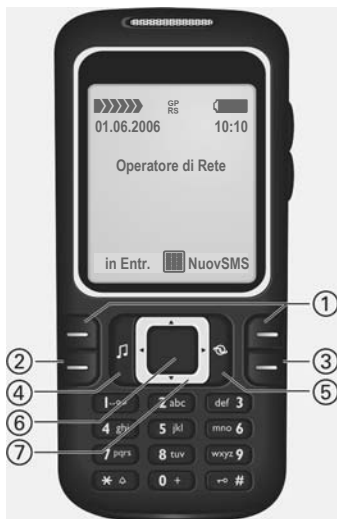 GP
RS
01.06.2006 10:10
Operatore di Rete
in Entr. NuovSMS
1
2
3
4
5
6
7
2 abc
def 3
4 ghi
5 jkl
mno 6
7 pqrs
8 tuv
wxyz 9
*
0 +
#